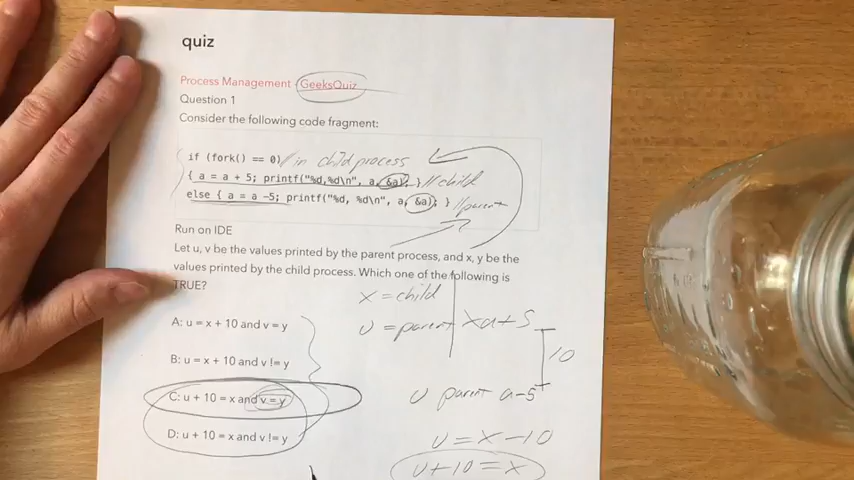 quiz
Process Management - GeeksQuiz
Question 1
Consider the following code fragment:
if (fork() == 0) // in child process
{ a = a + 5; printf("%d,%d\n", a, &a); } // child
else { a = a -5; printf("%d, %d\n", a, &a); } // parent
Run on IDE
Let u, v be the values printed by the parent process, and x, y be the
values printed by the child process. Which one of the following is
TRUE?
x = child
u = parent
x a+5
A: u = x + 10 and v = y
10
B: u = x + 10 and v != y
C: u + 10 = x and v = y
u parent a-5
D: u + 10 = x and v != y
u = x - 10
u+10 = x